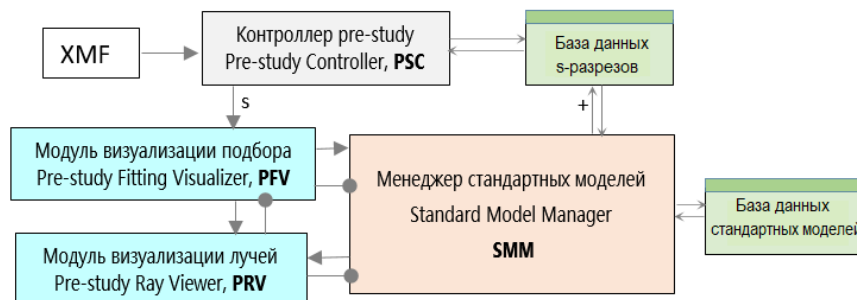 XMF
Контроллер pre-study
Pre-study Controller, PSC
База данных
s-разрезов
s
+
Модуль визуализации подбора
Pre-study Fitting Visualizer, PFV
Менеджер стандартных моделей
Standard Model Manager
SMM
База данных
стандартных моделей
Модуль визуализации лучей
Pre-study Ray Viewer, PRV